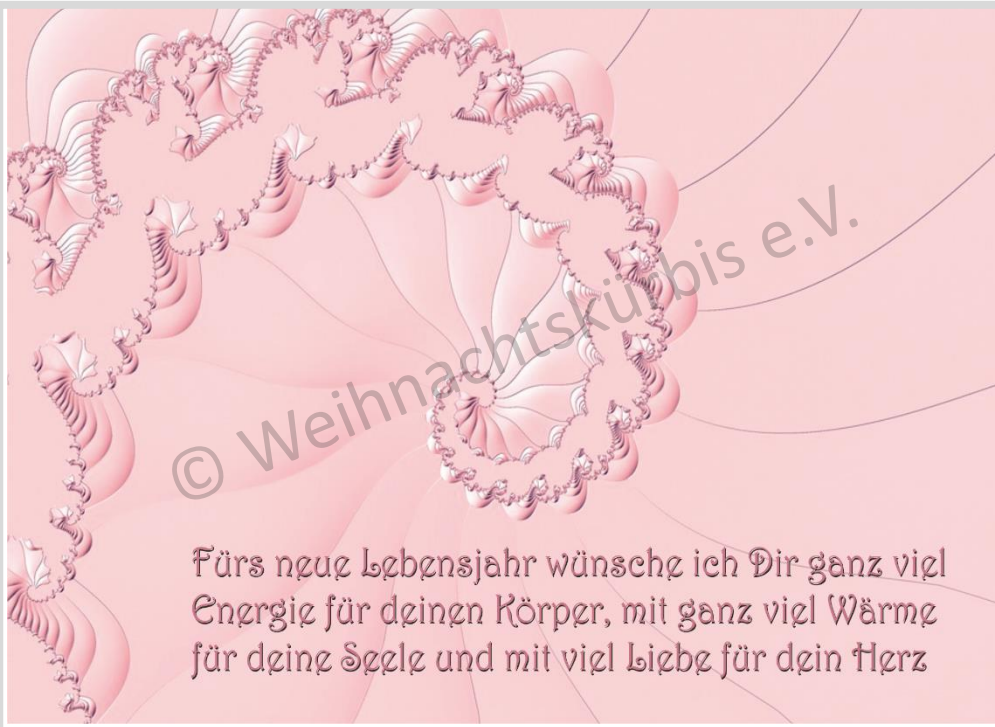 © Weihnachtskürbis e.V.
Fürs neue Lebensjahr wünsche ich Dir ganz viel
Energie für deinen Körper, mit ganz viel Wärme
für deine Seele und mit viel Liebe für dein Herz